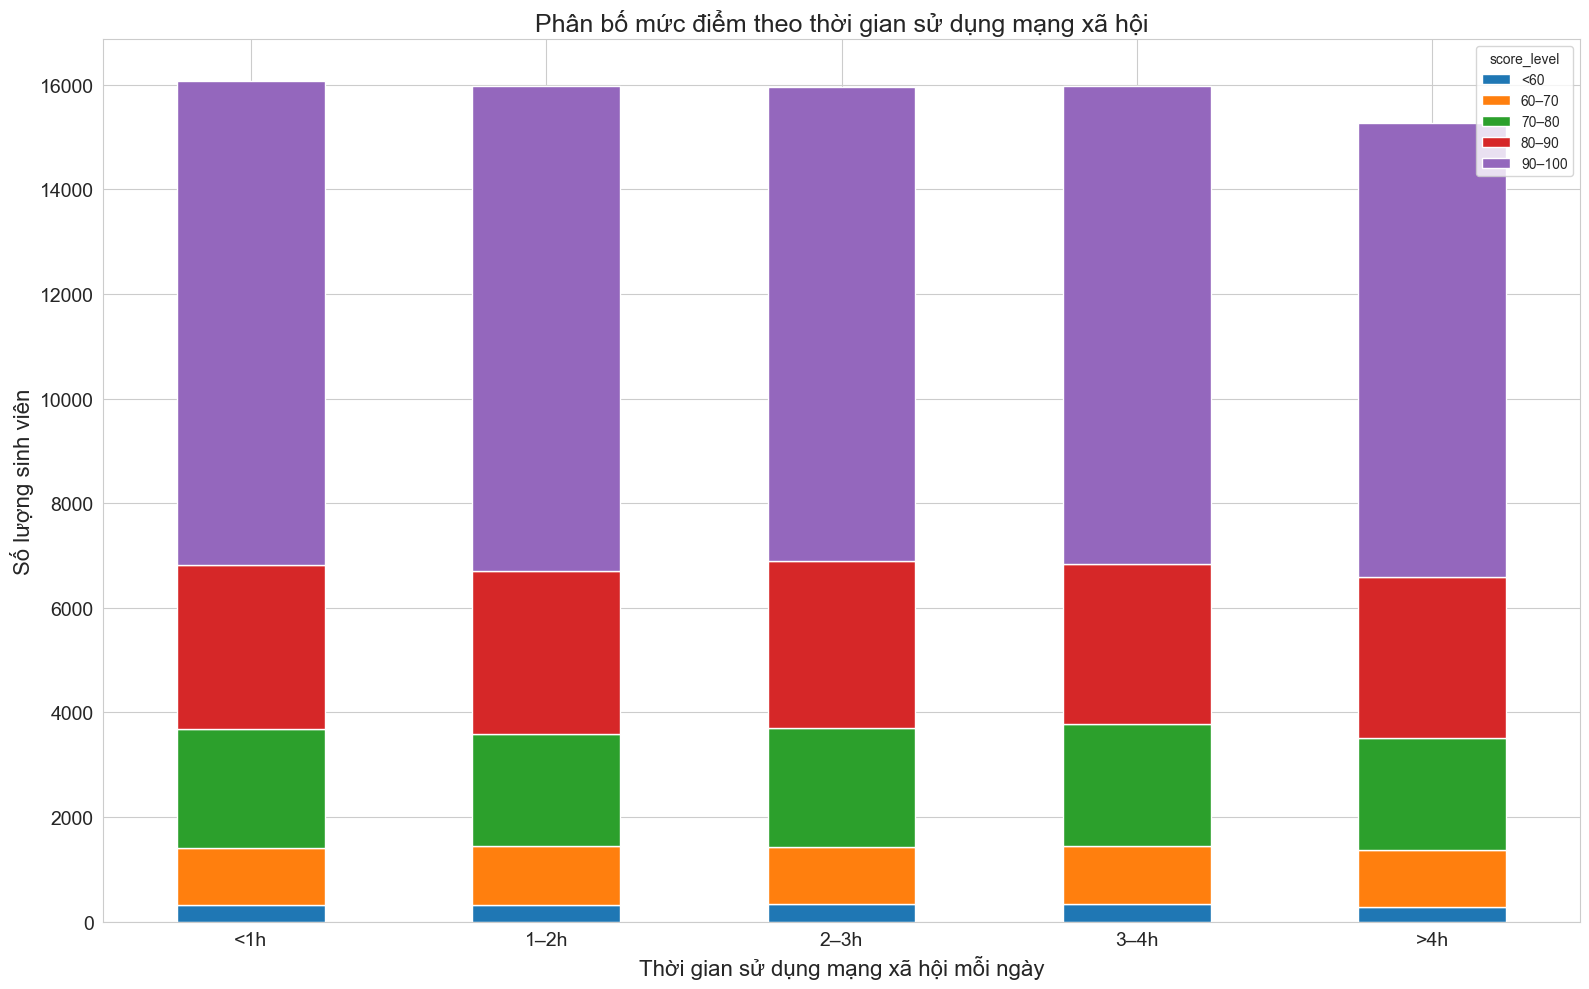 Phân bố mức điểm theo thời gian sử dụng mạng xã hội
score_level
<60
60–70
70–80
80–90
90–100
16000
14000
12000
10000
8000
6000
4000
2000
0
Số lượng sinh viên
<1h
1–2h
2–3h
3–4h
>4h
Thời gian sử dụng mạng xã hội mỗi ngày